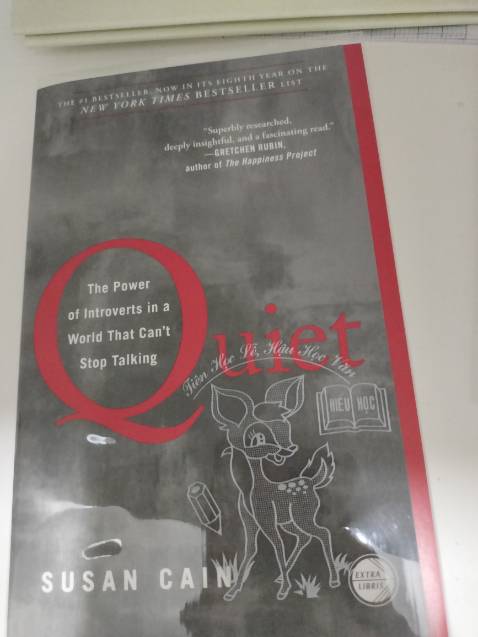 THE #1 BESTSELLER, NOW IN ITS EIGHTH YEAR ON THE
NEW YORK TIMES BESTSELLER LIST
"Superbly researched,
deeply insightful, and a fascinating read."
—GRETCHEN RUBIN,
author of The Happiness Project
Quiet
The Power
of Introverts in a
World That Can't
Stop Talking
Tiên Học Lễ, Hậu Học Văn
HIẾU HỌC
SUSAN CAIN
EXTRA
LIBRIS